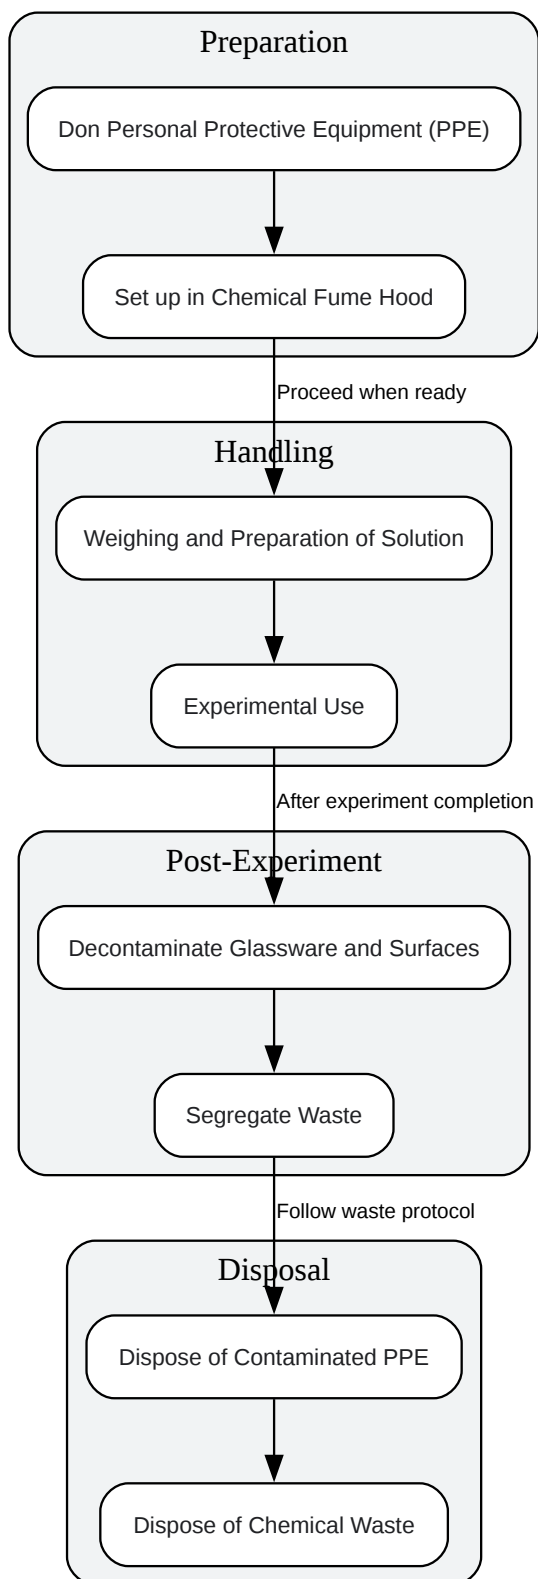 Preparation
Don Personal Protective Equipment (PPE)
Set up in Chemical Fume Hood
Proceed when ready
Handling
Weighing and Preparation of Solution
Experimental Use
After experiment completion
Post-Experiment
Decontaminate Glassware and Surfaces
Segregate Waste
Follow waste protocol
Disposal
Dispose of Contaminated PPE
Dispose of Chemical Waste